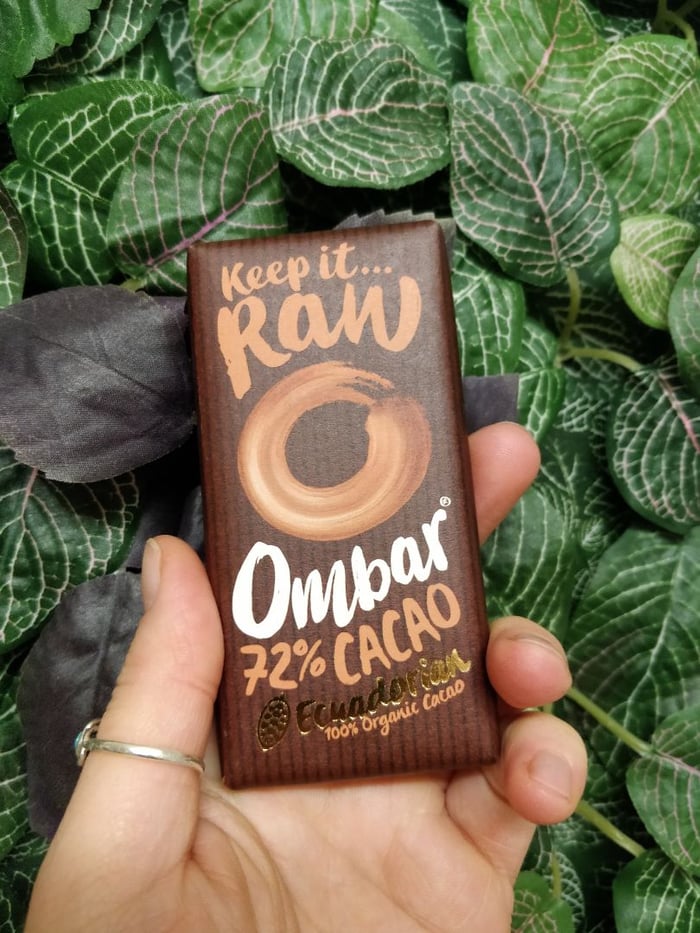 Keep it...
Raw
Ombar®
72% CACAO
Ecuadorian
100% Organic Cacao